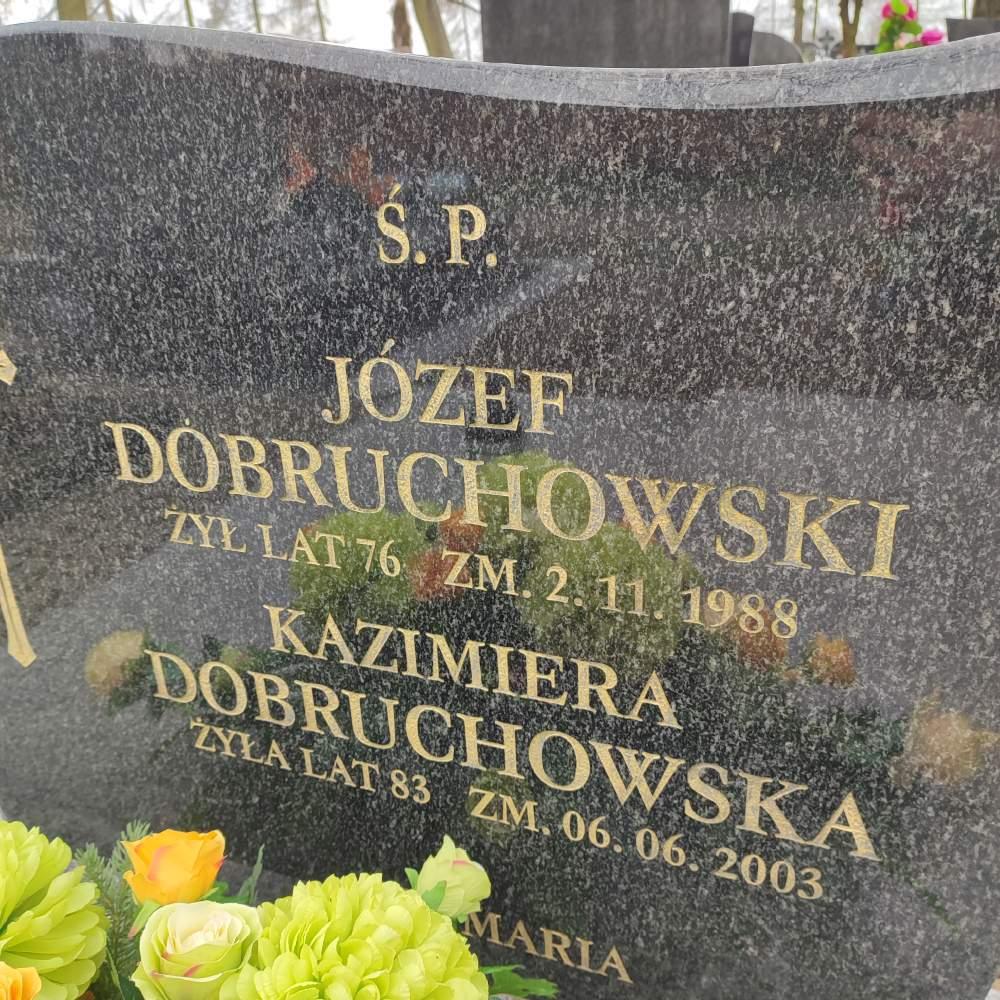 Ś. P.
JÓZEF
DOBRUCHOWSKI
ŻYŁ LAT 76 ZM. 2. 11. 1988
KAZIMIERA
DOBRUCHOWSKA
ŻYŁA LAT 83 ZM. 06. 06. 2003
MARIA